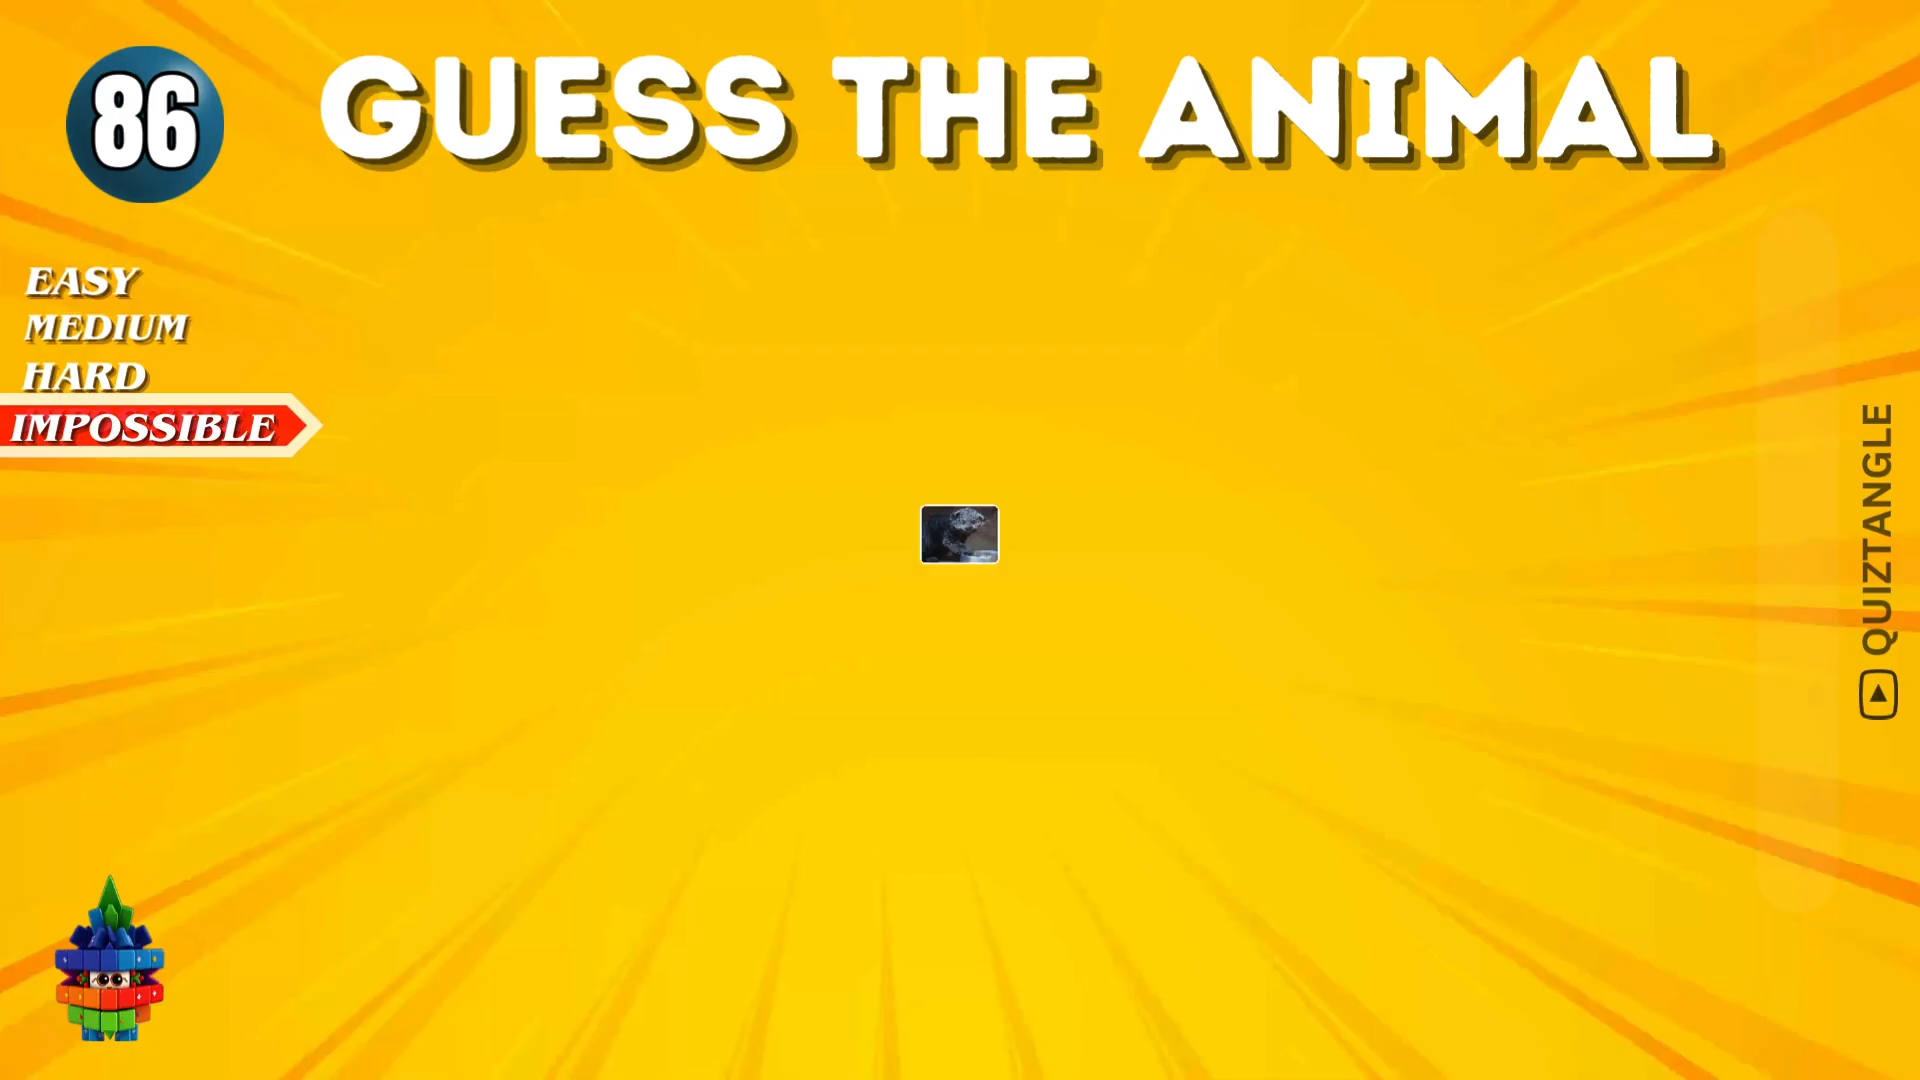 86
GUESS THE ANIMAL
EASY
MEDIUM
HARD
IMPOSSIBLE
QUIZTANGLE